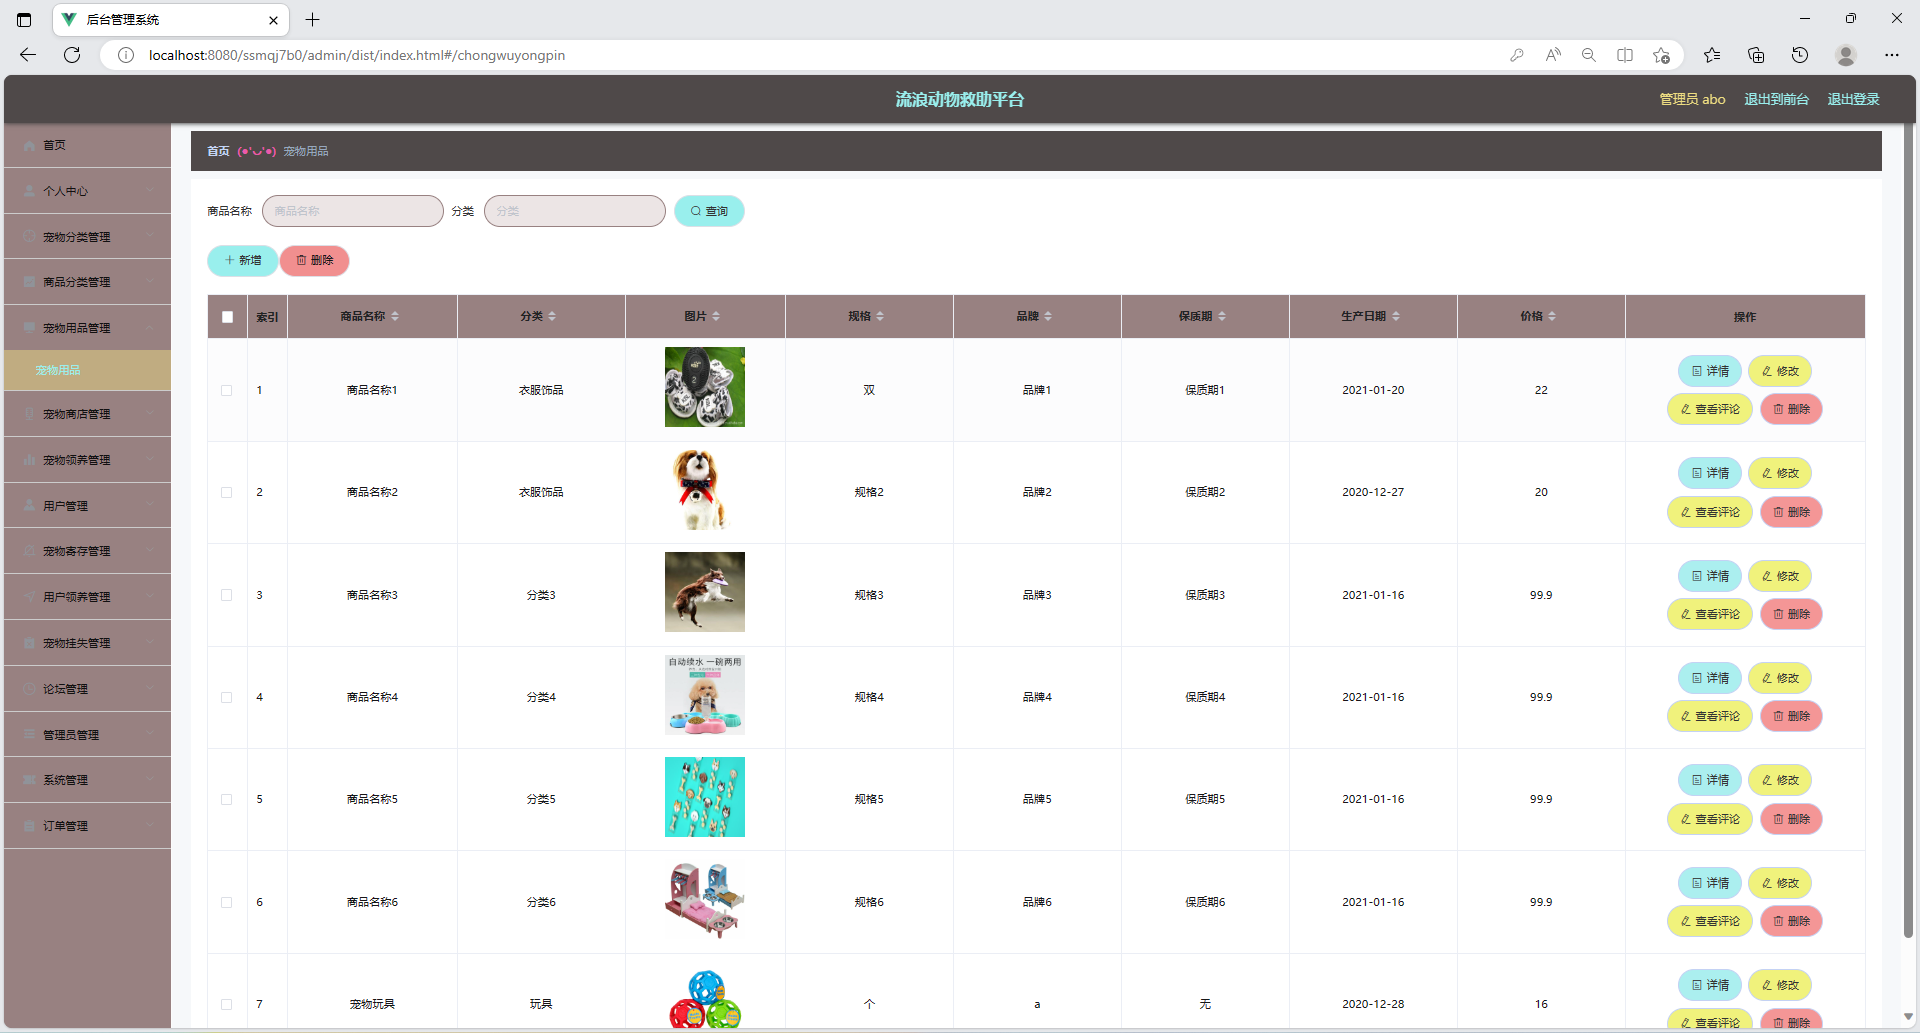 后台管理系统
localhost:8080/ssmqj7b0/admin/dist/index.html#/chongwuyongpin
流浪动物救助平台
管理员 abo 退出到前台 退出登录
首页 (●'◡'●) 宠物用品
首页
个人中心
宠物分类管理
商品分类管理
宠物用品管理
宠物用品
宠物商店管理
宠物领养管理
用户管理
宠物寄存管理
用户领养管理
宠物挂失管理
论坛管理
管理员管理
系统管理
订单管理
商品名称 商品名称 分类 分类 查询
新增 删除
索引 商品名称 分类 图片 规格 品牌 保质期 生产日期 价格 操作
1 商品名称1 衣服饰品 双 品牌1 保质期1 2021-01-20 22 详情 修改
查看评论 删除
2 商品名称2 衣服饰品 规格2 品牌2 保质期2 2020-12-27 20 详情 修改
查看评论 删除
3 商品名称3 分类3 规格3 品牌3 保质期3 2021-01-16 99.9 详情 修改
查看评论 删除
自动续水 一碗两用
4 商品名称4 分类4 规格4 品牌4 保质期4 2021-01-16 99.9 详情 修改
查看评论 删除
5 商品名称5 分类5 规格5 品牌5 保质期5 2021-01-16 99.9 详情 修改
查看评论 删除
6 商品名称6 分类6 规格6 品牌6 保质期6 2021-01-16 99.9 详情 修改
查看评论 删除
7 宠物玩具 玩具 个 a 无 2020-12-28 16 详情 修改
查看评论 删除